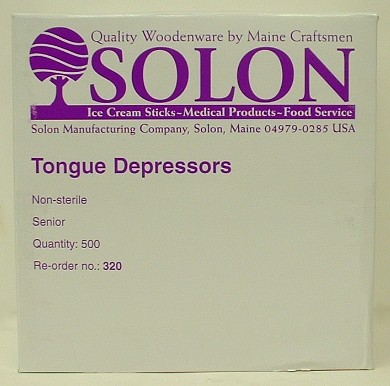 Quality Woodenware by Maine Craftsmen
SOLON
Ice Cream Sticks~Medical Products~Food Service
Solon Manufacturing Company, Solon, Maine 04979-0285 USA
Tongue Depressors
Non-sterile
Senior
Quantity: 500
Re-order no.: 320